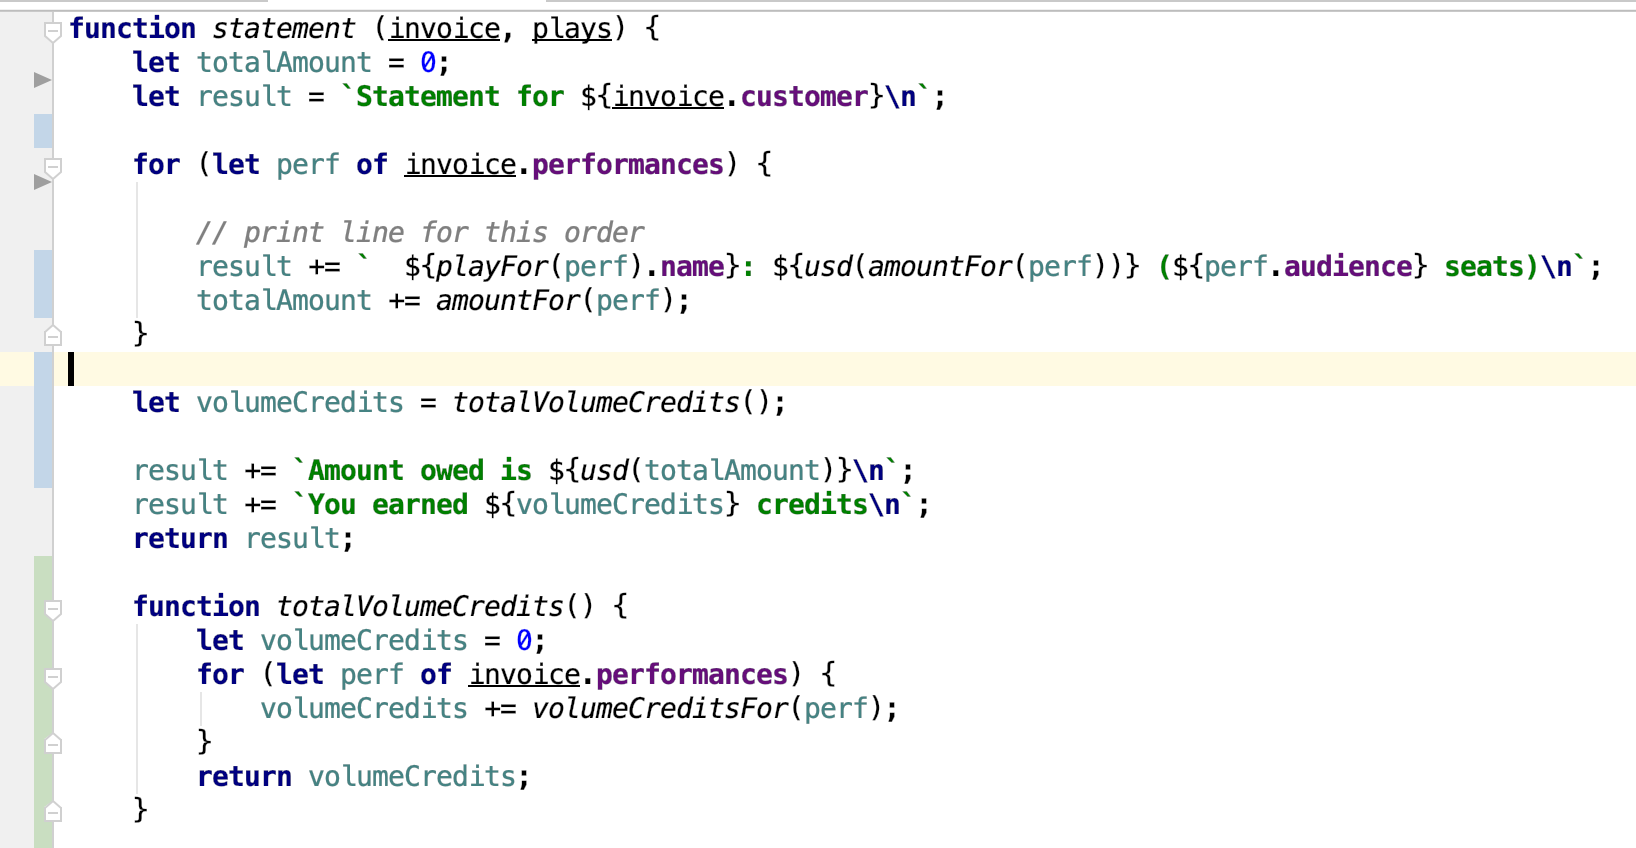 function statement (invoice, plays) {
    let totalAmount = 0;
    let result = `Statement for ${invoice.customer}\n`;

    for (let perf of invoice.performances) {

        // print line for this order
        result += `  ${playFor(perf).name}: ${usd(amountFor(perf))} (${perf.audience} seats)\n`;
        totalAmount += amountFor(perf);
    }

    let volumeCredits = totalVolumeCredits();

    result += `Amount owed is ${usd(totalAmount)}\n`;
    result += `You earned ${volumeCredits} credits\n`;
    return result;

    function totalVolumeCredits() {
        let volumeCredits = 0;
        for (let perf of invoice.performances) {
            volumeCredits += volumeCreditsFor(perf);
        }
        return volumeCredits;
    }